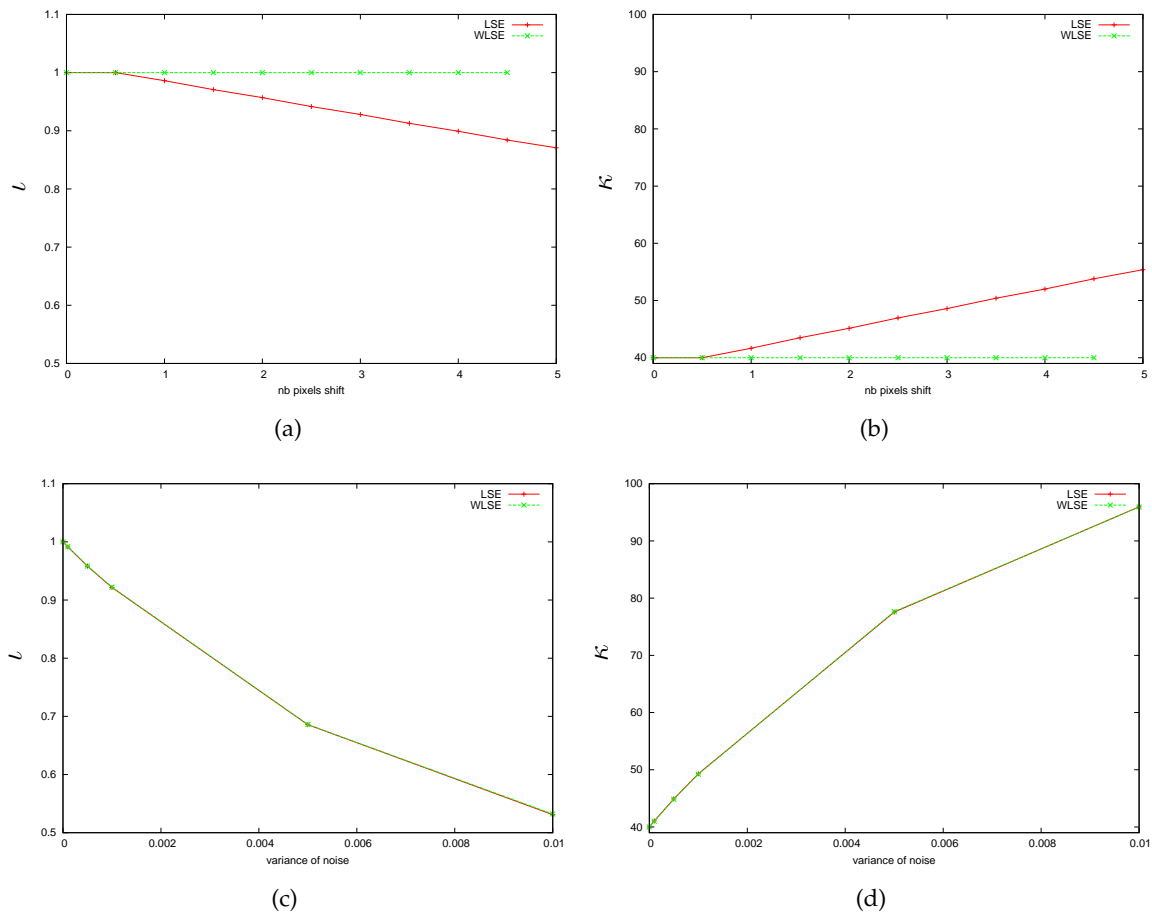 1.1
1
0.9
0.8
0.7
0.6
0.5
ι
LSE
WLSE
0 1 2 3 4 5
nb pixels shift
(a)
100
90
80
70
60
50
40
κ
LSE
WLSE
0 1 2 3 4 5
nb pixels shift
(b)
1.1
1
0.9
0.8
0.7
0.6
0.5
ι
LSE
WLSE
0 0.002 0.004 0.006 0.008 0.01
variance of noise
(c)
100
90
80
70
60
50
40
κ
LSE
WLSE
0 0.002 0.004 0.006 0.008 0.01
variance of noise
(d)